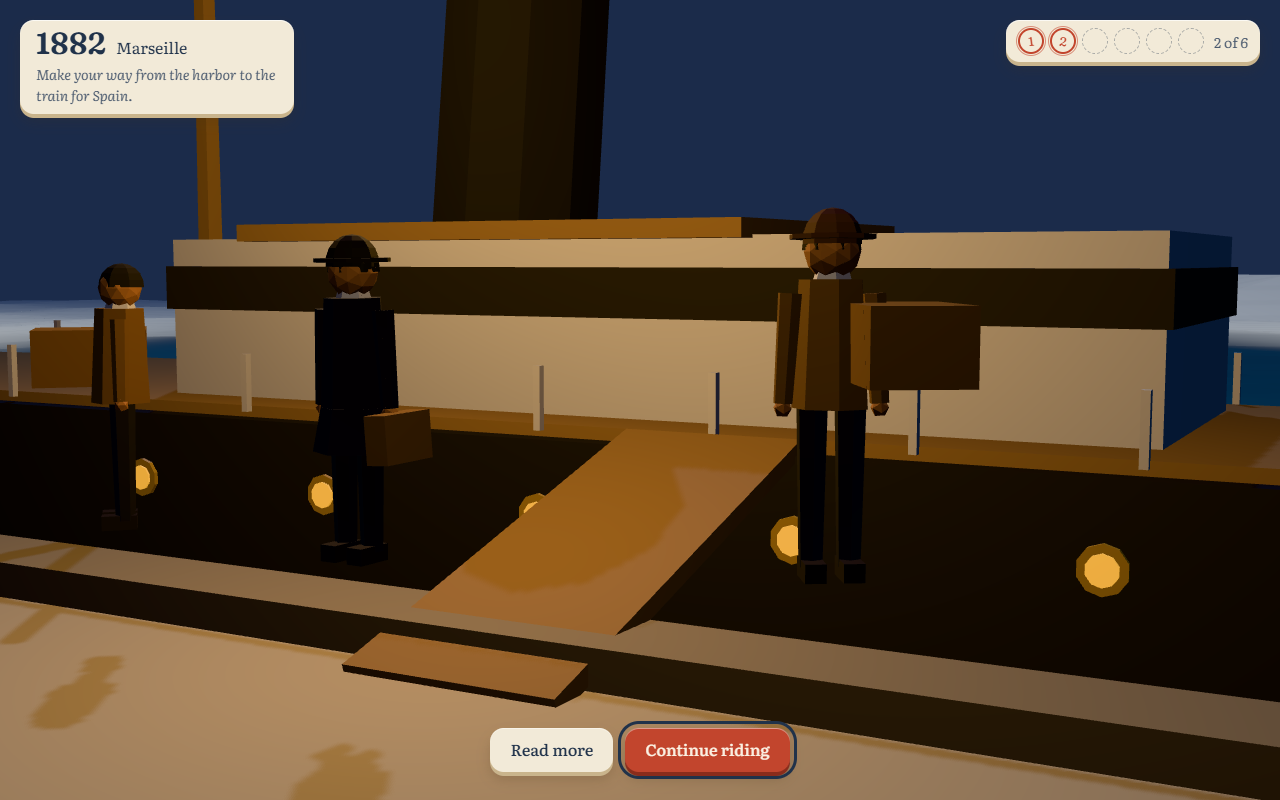 1882 Marseille
Make your way from the harbor to the
train for Spain.
1 2 2 of 6
Read more
Continue riding